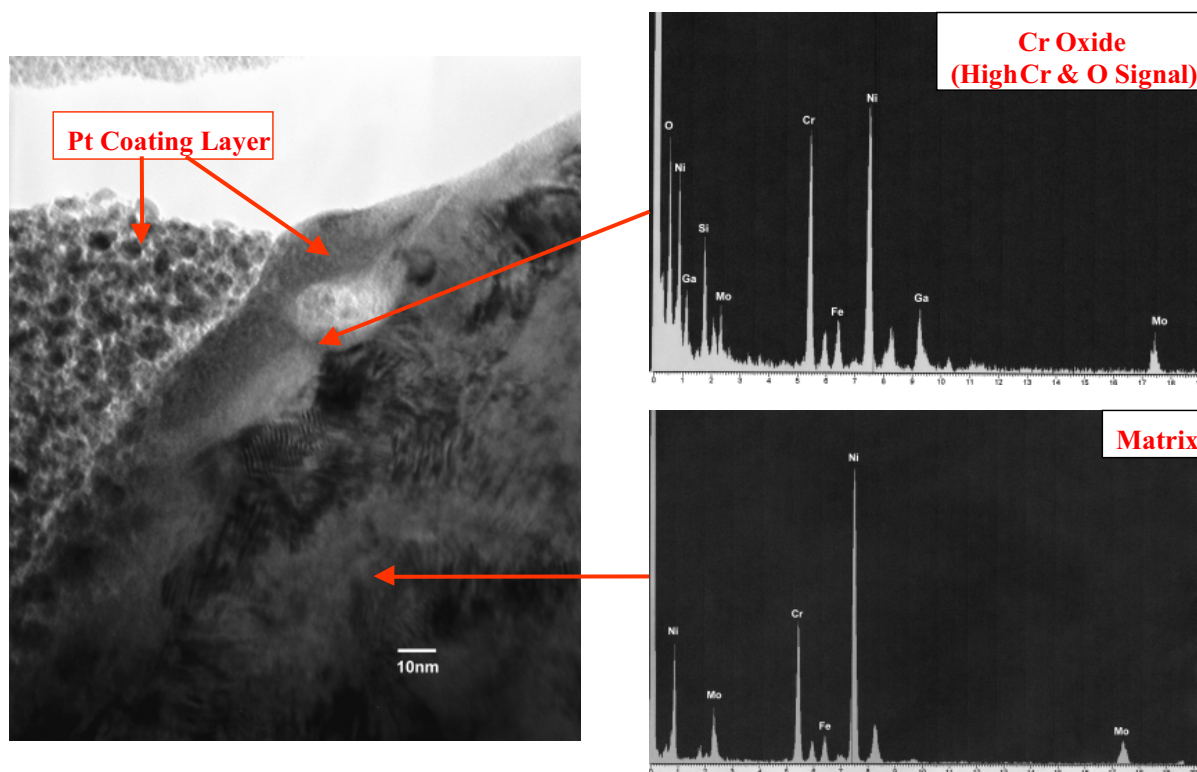 Pt Coating Layer
10nm
Cr Oxide
(High Cr & O Signal)
O
Ni
Ga
Si
Mo
Cr
Fe
Ni
Ga
Mo
0 1 2 3 4 5 6 7 8 9 10 11 12 13 14 15 16 17 18
Matrix
Ni
Mo
Cr
Fe
Ni
Mo